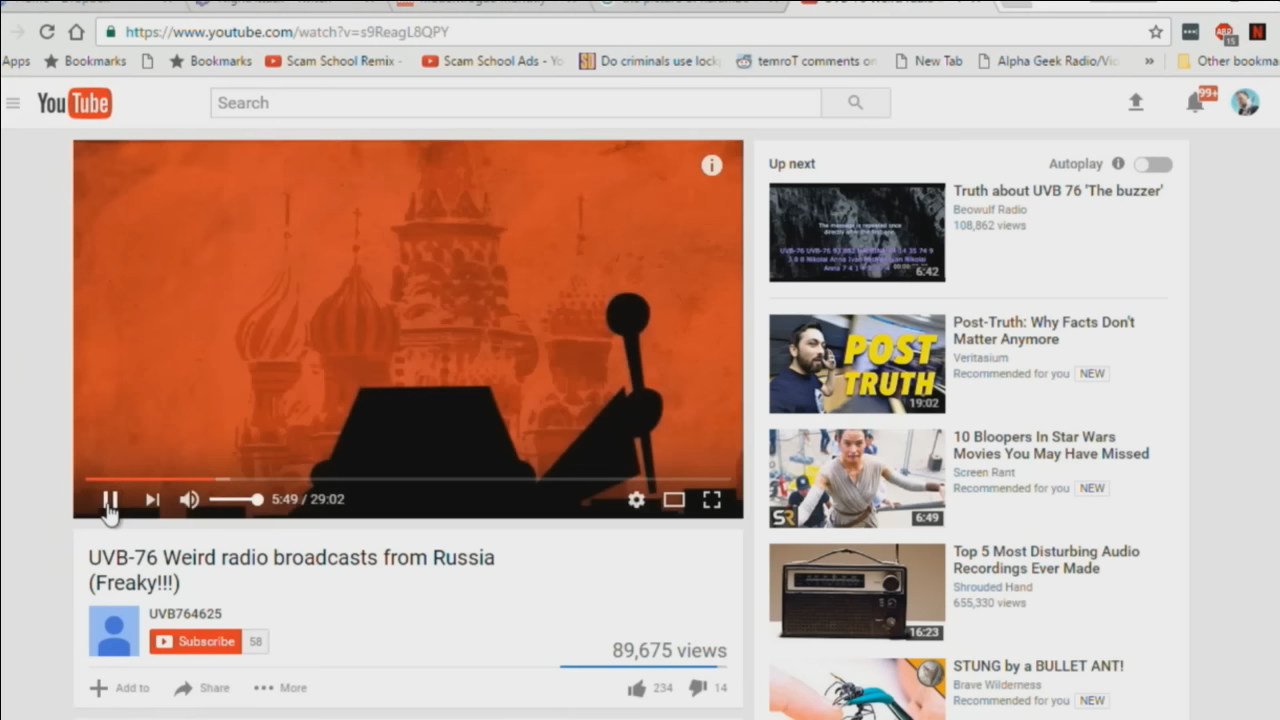 https://www.youtube.com/watch?v=s9ReagL8QPY
15
N
Apps
Bookmarks
Bookmarks
Scam School Remix -
Scam School Ads - Yo
Do criminals use lock
temroT comments on
New Tab
Alpha Geek Radio/Vi
»
Other bookma
YouTube
Search
99+
5:49 / 29:02
UVB-76 Weird radio broadcasts from Russia
(Freaky!!!)
UVB764625
Subscribe 58
89,675 views
Add to
Share
More
234
14
Up next
Autoplay
The message is repeated once
6:42
Truth about UVB 76 'The buzzer'
Beowulf Radio
108,862 views
POST
TRUTH
19:02
Post-Truth: Why Facts Don't
Matter Anymore
Veritasium
Recommended for you NEW
SR
6:49
10 Bloopers In Star Wars
Movies You May Have Missed
Screen Rant
Recommended for you NEW
16:23
Top 5 Most Disturbing Audio
Recordings Ever Made
Shrouded Hand
655,330 views
STUNG by a BULLET ANT!
Brave Wilderness
Recommended for you NEW